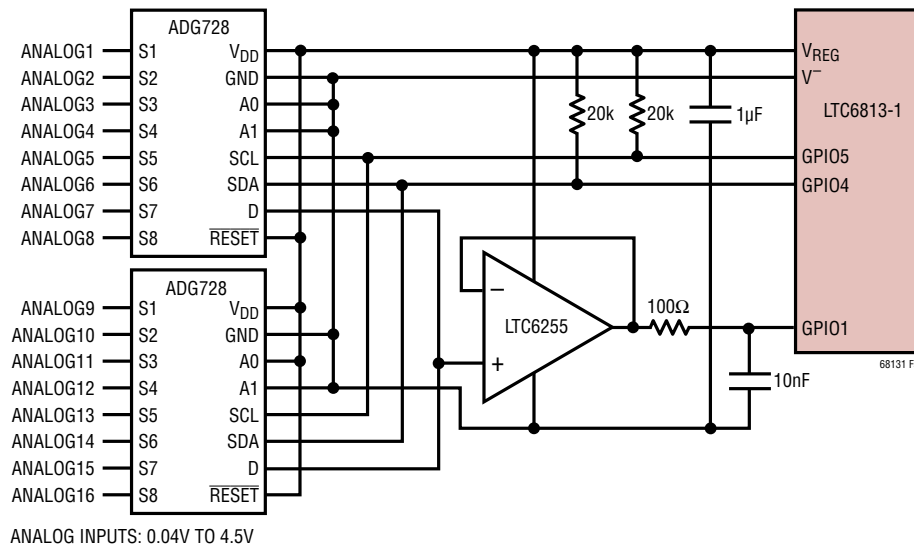 ADG728
ANALOG1 S1 VDD
ANALOG2 S2 GND
ANALOG3 S3 A0
ANALOG4 S4 A1
ANALOG5 S5 SCL
ANALOG6 S6 SDA
ANALOG7 S7 D
ANALOG8 S8 RESET
ADG728
ANALOG9 S1 VDD
ANALOG10 S2 GND
ANALOG11 S3 A0
ANALOG12 S4 A1
ANALOG13 S5 SCL
ANALOG14 S6 SDA
ANALOG15 S7 D
ANALOG16 S8 RESET
20k
20k
1µF
−
+
LTC6255
100Ω
10nF
VREG
V−
LTC6813-1
GPIO5
GPIO4
GPIO1
68131 F
ANALOG INPUTS: 0.04V TO 4.5V